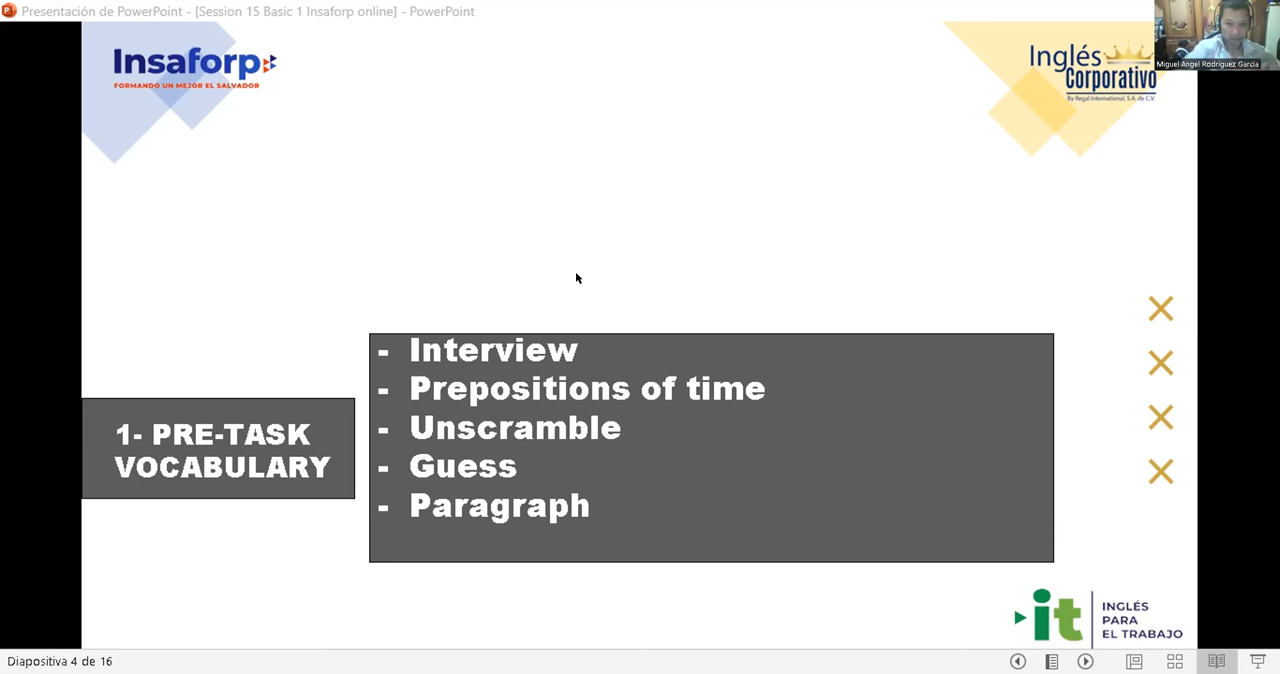 Presentación de PowerPoint - [Session 15 Basic 1 Insaforp online] - PowerPoint
Insaforp
FORMANDO UN MEJOR EL SALVADOR
Inglés
Corporativo
By Regal International, S.A. de C.V.
Miguel Angel Rodriguez Garcia
- Interview
- Prepositions of time
- Unscramble
- Guess
- Paragraph
1- PRE-TASK
VOCABULARY
it
INGLÉS
PARA
EL TRABAJO
Diapositiva 4 de 16